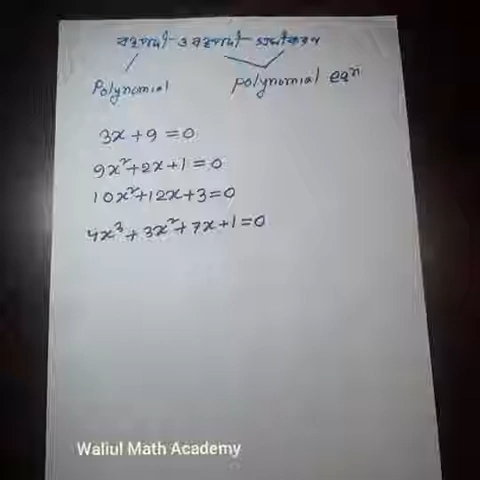 বহুপদী ও বহুপদী সমীকরণ
Polynomial
polynomial eqn
3x + 9 = 0
9x²+2x+1=0
10x²+12x+3=0
4x³+3x²+7x+1=0
Waliul Math Academy